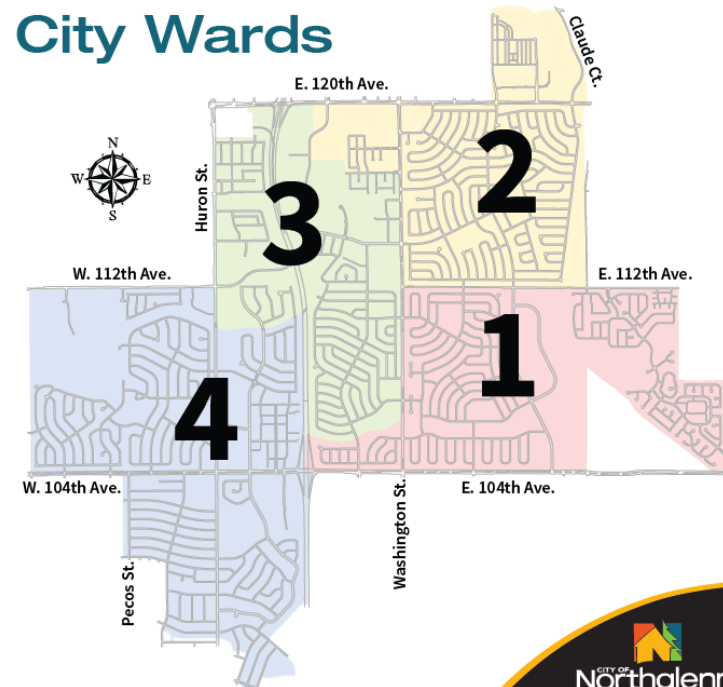 City Wards
Claude Ct.
E. 120th Ave.
N
W E
S
Huron St.
2
3
W. 112th Ave.
E. 112th Ave.
1
4
W. 104th Ave.
E. 104th Ave.
Washington St.
Pecos St.
CITY OF
Northglenn